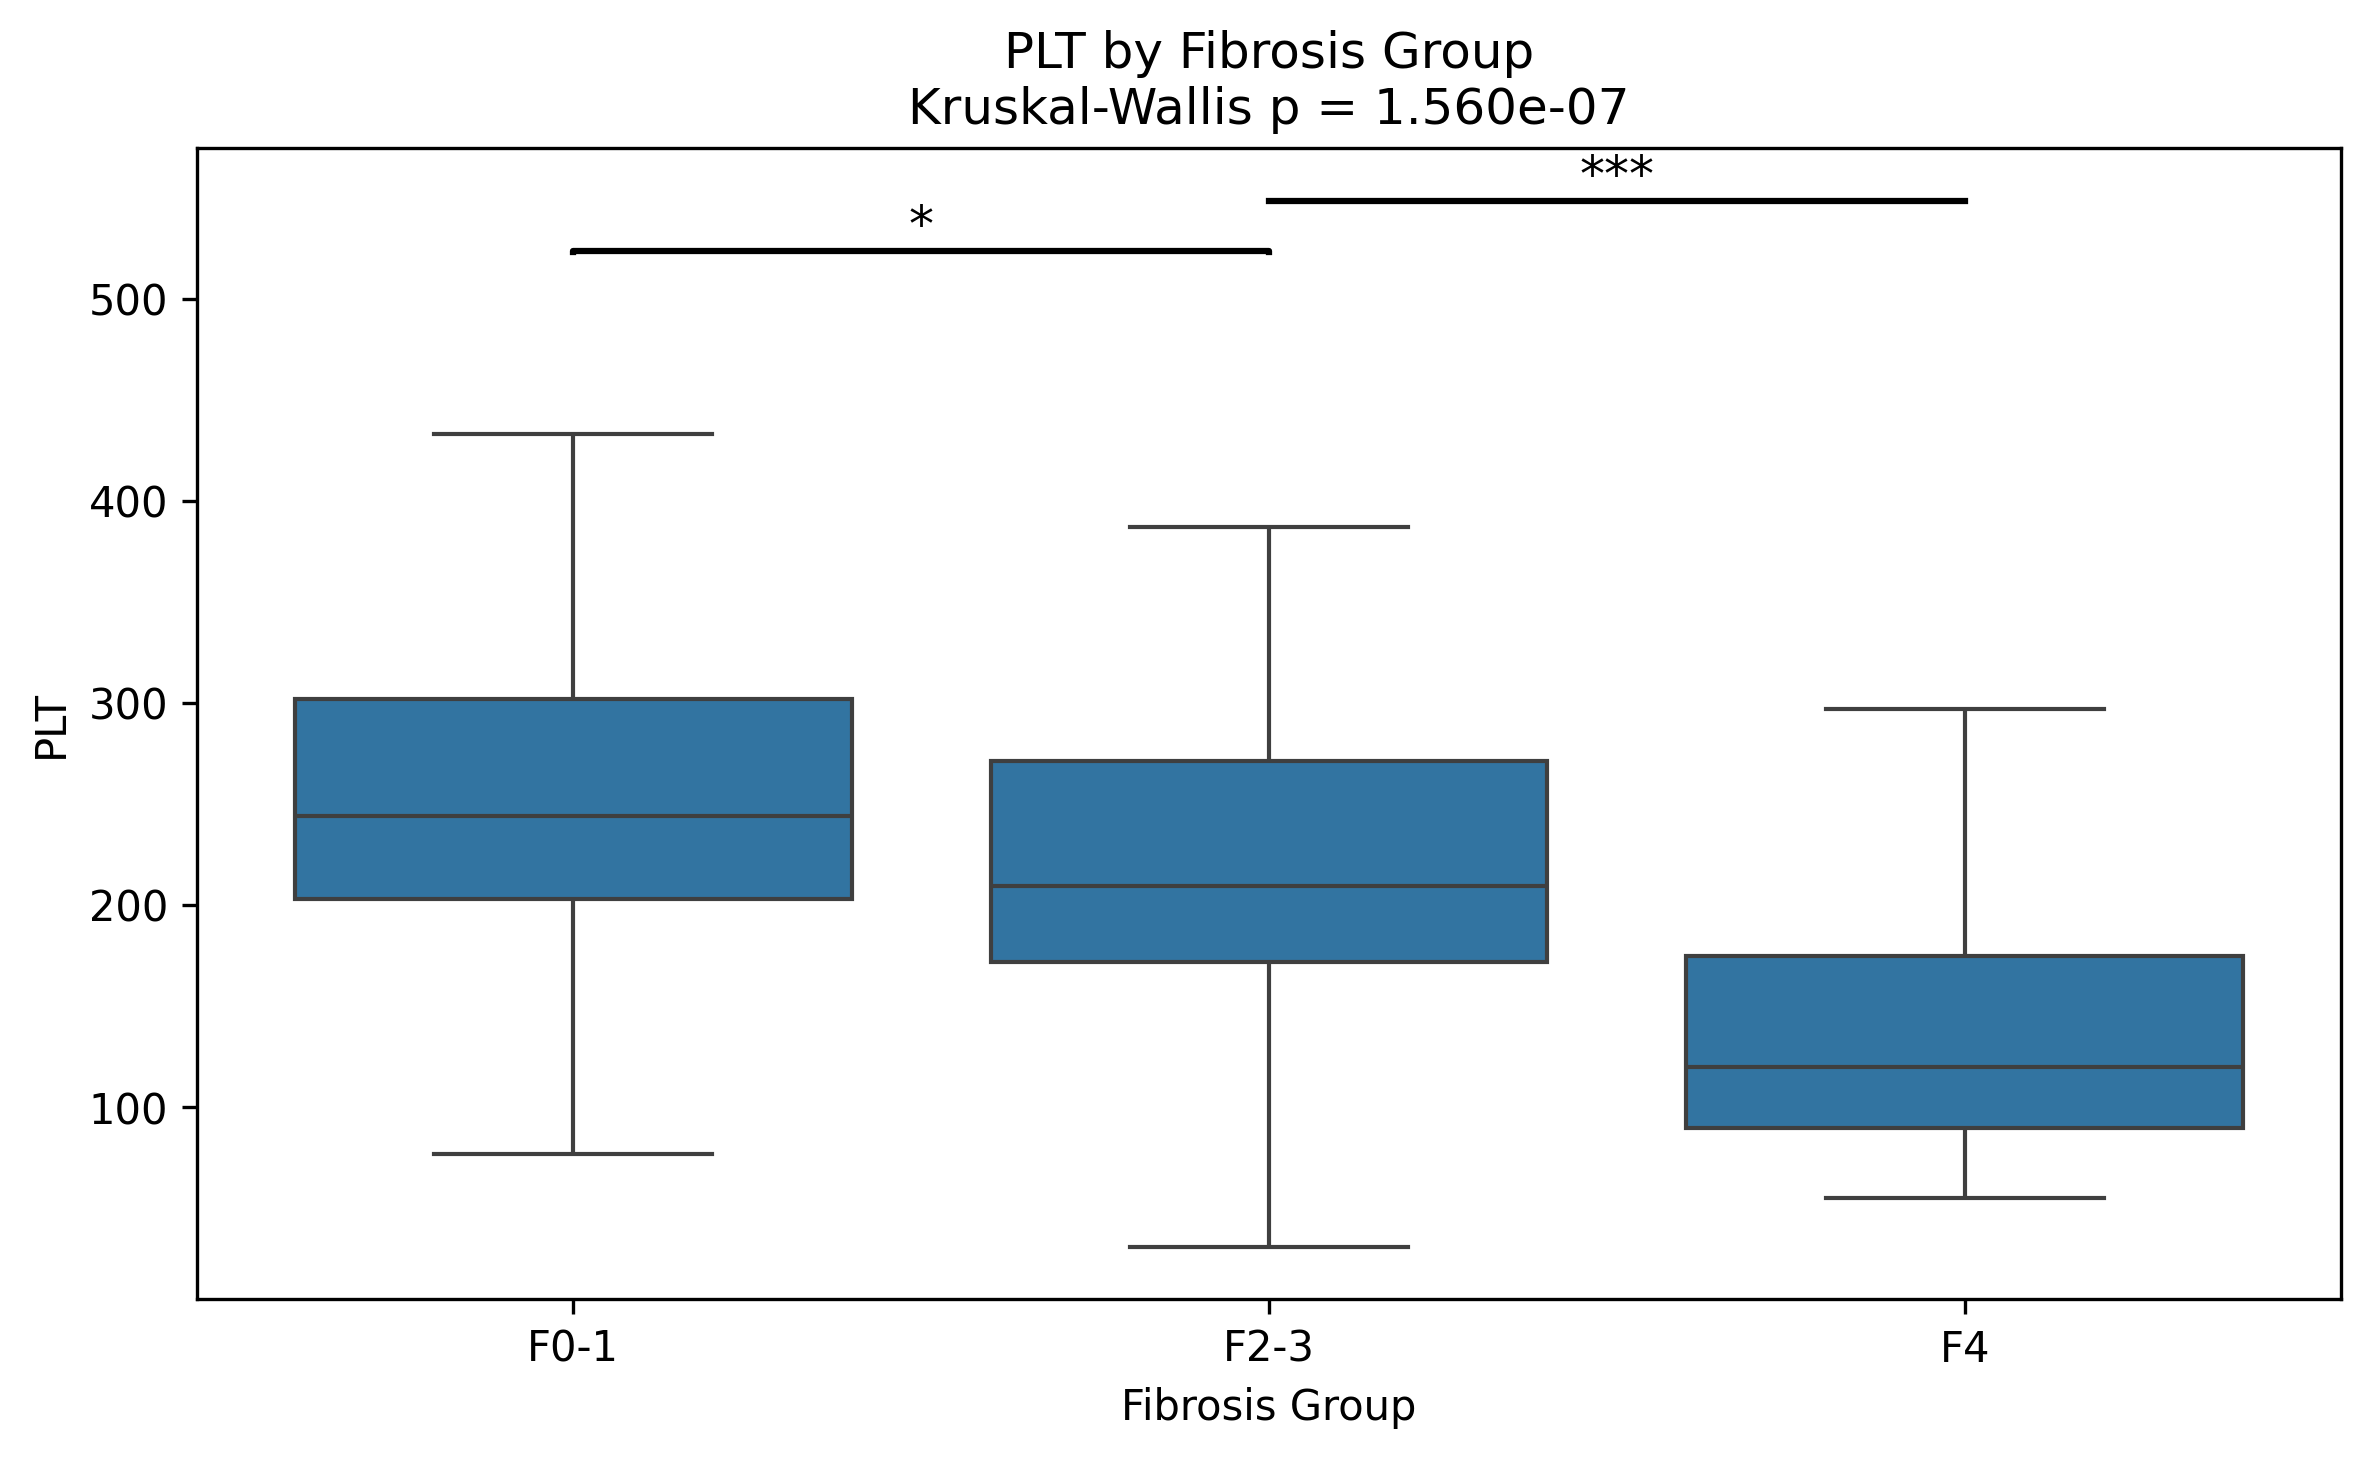 PLT by Fibrosis Group
Kruskal-Wallis p = 1.560e-07
***
*
500
400
300
200
100
PLT
F0-1
F2-3
F4
Fibrosis Group